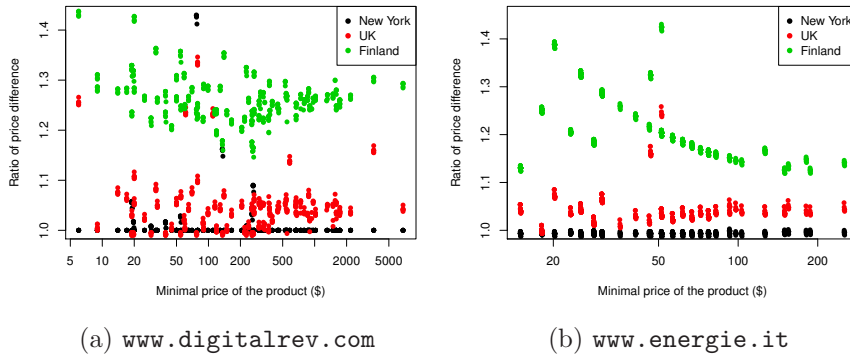 1.4
1.3
1.2
1.1
1.0
Ratio of price difference
New York
UK
Finland
5 10 20 50 100 200 500 2000 5000
Minimal price of the product ($)
(a) www.digitalrev.com
1.4
1.3
1.2
1.1
1.0
Ratio of price difference
New York
UK
Finland
20 50 100 200
Minimal price of the product ($)
(b) www.energie.it